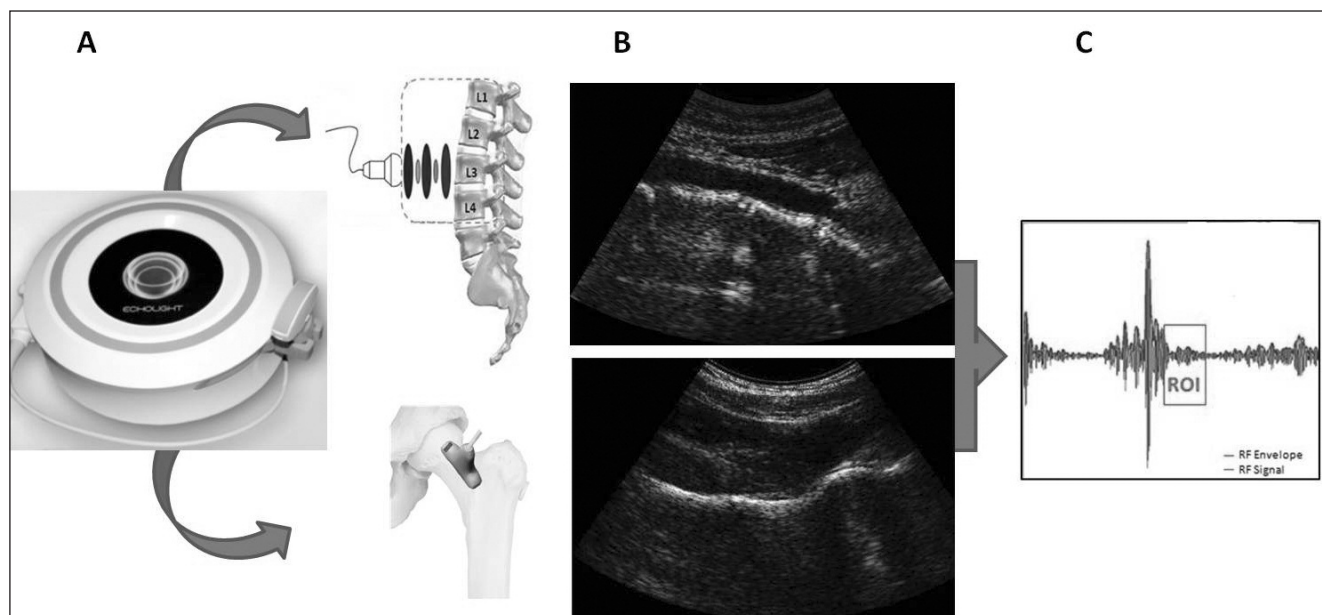 A
B
C
L1
L2
L3
L4
ECHOLIGHT
ROI
RF Envelope
RF Signal